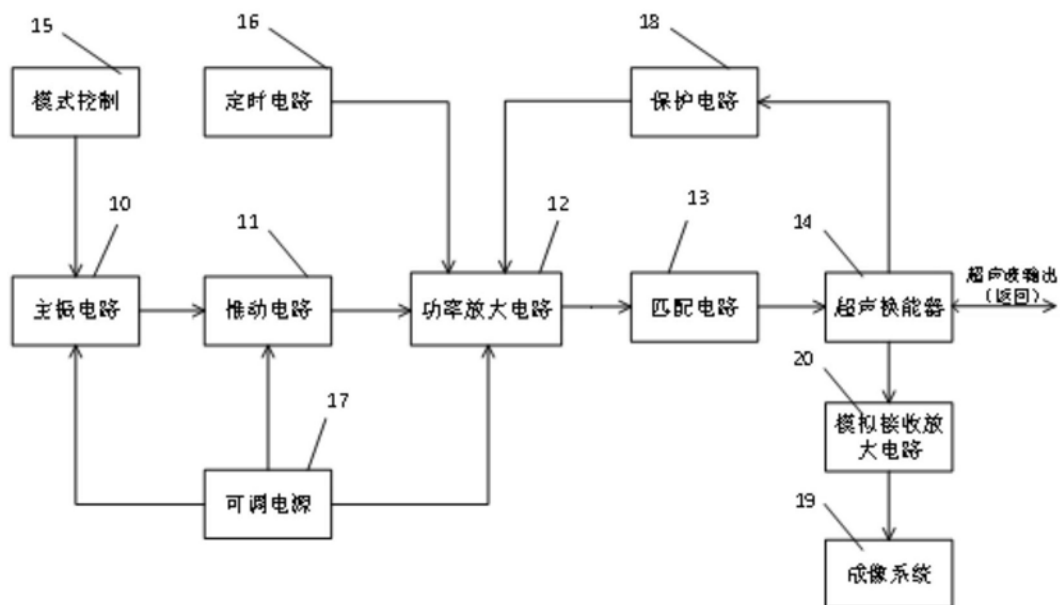 15
16
18
模式控制
定时电路
保护电路
10
11
12
13
14
主振电路
推动电路
功率放大电路
匹配电路
超声换能器
超声波输出
(返回)
17
可调电源
20
模拟接收放
大电路
19
成像系统